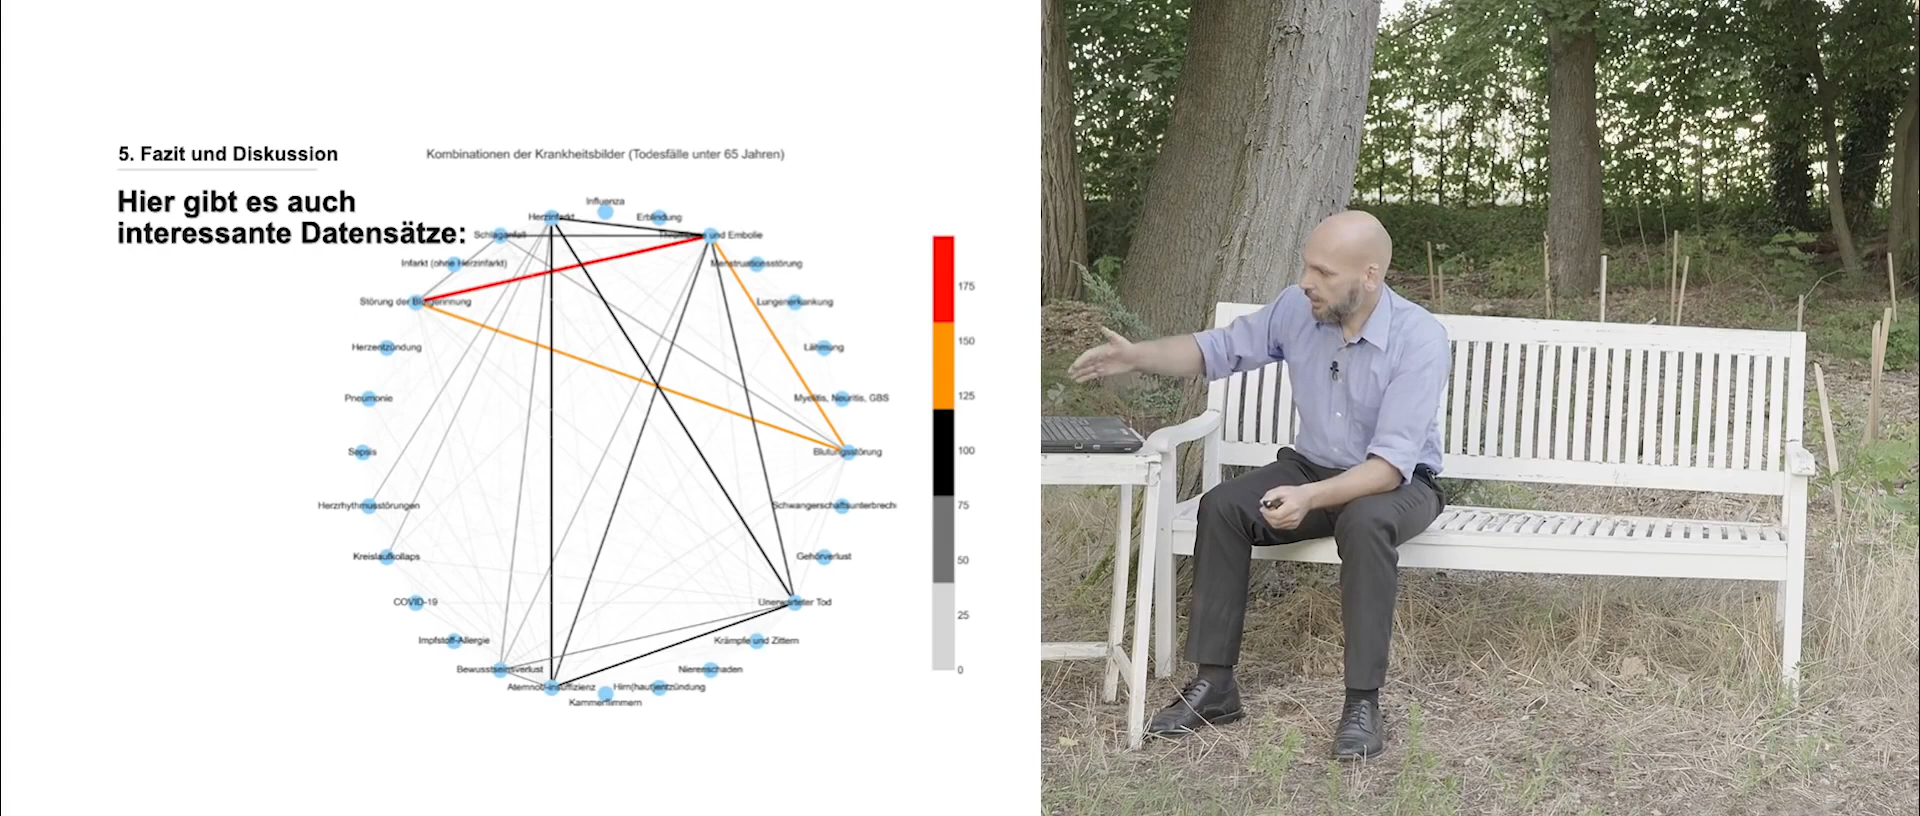 5. Fazit und Diskussion
Hier gibt es auch
interessante Datensätze:
Kombinationen der Krankheitsbilder (Todesfälle unter 65 Jahren)
Influenza
Herzinfarkt
Erblindung
Schlaganfall
und Embolie
Infarkt (ohne Herzinfarkt)
Menstruationsstörung
Störung der Blutgerinnung
Lungenerkankung
Herzentzündung
Lähmung
Pneumonie
Myelitis, Neuritis, GBS
Sepsis
Blutungsstörung
Herzrhythmusstörungen
Schwangerschaftsunterbrech
Kreislaufkollaps
Gehörverlust
COVID-19
Unerwarteter Tod
Impfstoff-Allergie
Krämpfe und Zittern
Bewusstseinsverlust
Nierenschaden
Atemnot/-insuffizienz
Hirn(haut)entzündung
Kammerflimmern
175
150
125
100
75
50
25
0